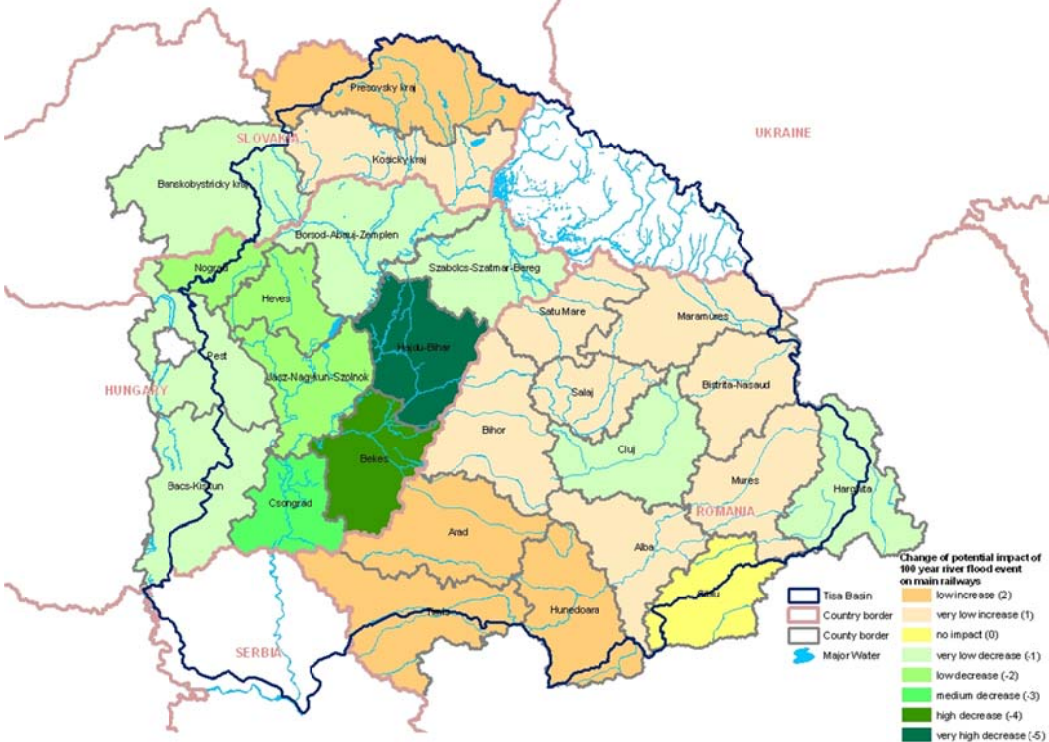 Presovsky kraj
UKRAINE
SLOVAKIA
Kosicky kraj
Banskobystricky kraj
Borsod-Abauj-Zemplen
Szabolcs-Szatmar-Bereg
Nograd
Heves
Satu Mare
Maramures
Hajdu-Bihar
Pest
Jasz-Nagykun-Szolnok
Bistrita-Nasaud
HUNGARY
Salaj
Bihor
Cluj
Bekes
Mures
Bacs-Kiskun
Harghita
Csongrad
ROMANIA
Arad
Alba
Hunedoara
SERBIA
Tisa Basin
Country border
County border
Major Water
Change of potential impact of
100 year river flood event
on main railways
low increase (2)
very low increase (1)
no impact (0)
very low decrease (-1)
low decrease (-2)
medium decrease (-3)
high decrease (-4)
very high decrease (-5)